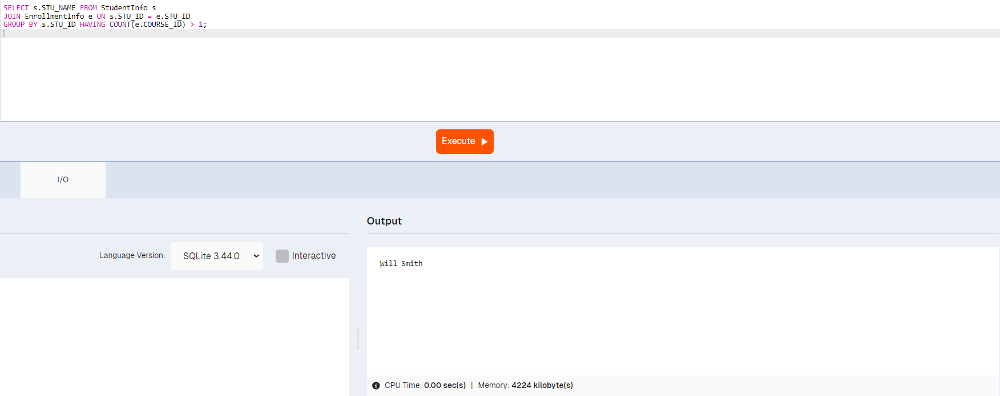 SELECT s.STU_NAME FROM StudentInfo s
JOIN EnrollmentInfo e ON s.STU_ID = e.STU_ID
GROUP BY s.STU_ID HAVING COUNT(e.COURSE_ID) > 1;
Execute
I/O
Output
Language Version: SQLite 3.44.0 Interactive
Will Smith
CPU Time: 0.00 sec(s) | Memory: 4224 kilobyte(s)